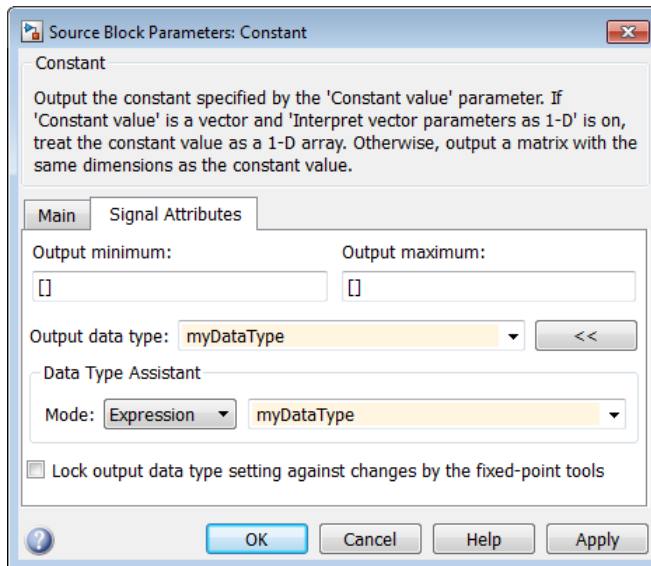 Source Block Parameters: Constant
Constant
Output the constant specified by the 'Constant value' parameter. If
'Constant value' is a vector and 'Interpret vector parameters as 1-D' is on,
treat the constant value as a 1-D array. Otherwise, output a matrix with the
same dimensions as the constant value.
Main Signal Attributes
Output minimum: Output maximum:
[] []
Output data type: myDataType <<
Data Type Assistant
Mode: Expression myDataType
Lock output data type setting against changes by the fixed-point tools
? OK Cancel Help Apply